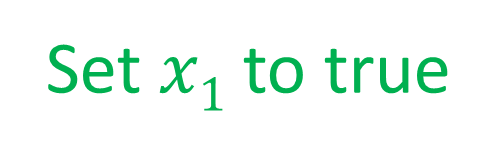 Set x₁ to true